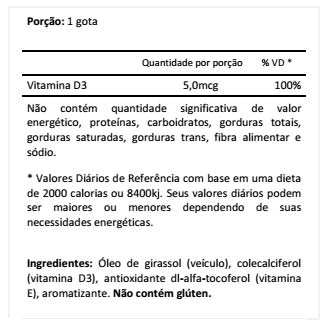 Porção: 1 gota
Quantidade por porção % VD *
Vitamina D3 5,0mcg 100%
Não contém quantidade significativa de valor
energético, proteínas, carboidratos, gorduras totais,
gorduras saturadas, gorduras trans, fibra alimentar e
sódio.
* Valores Diários de Referência com base em uma dieta
de 2000 calorias ou 8400kj. Seus valores diários podem
ser maiores ou menores dependendo de suas
necessidades energéticas.
Ingredientes: Óleo de girassol (veículo), colecalciferol
(vitamina D3), antioxidante dl-alfa-tocoferol (vitamina
E), aromatizante. Não contém glúten.